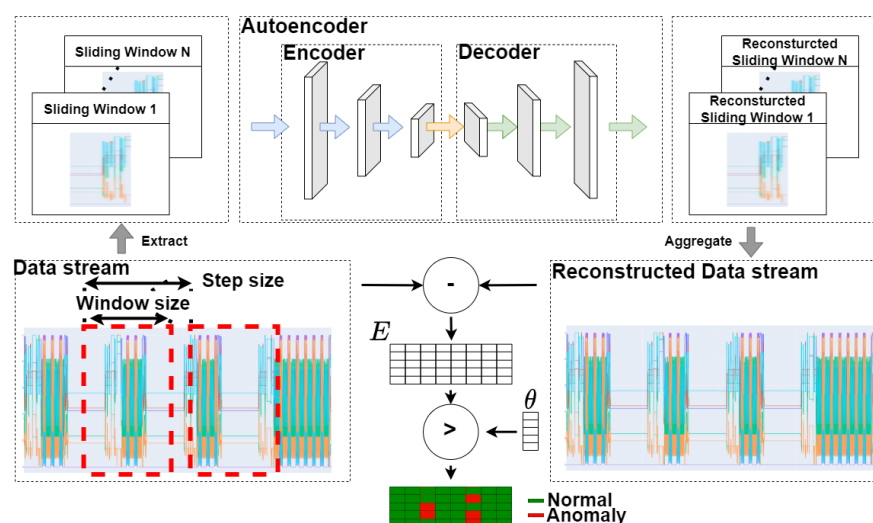 Sliding Window N
Sliding Window 1
Autoencoder
Encoder
Decoder
Reconsturcted
Sliding Window N
Reconsturcted
Sliding Window 1
Extract
Aggregate
Data stream
Step size
Window size
-
Reconstructed Data stream
E
θ
>
Normal
Anomaly